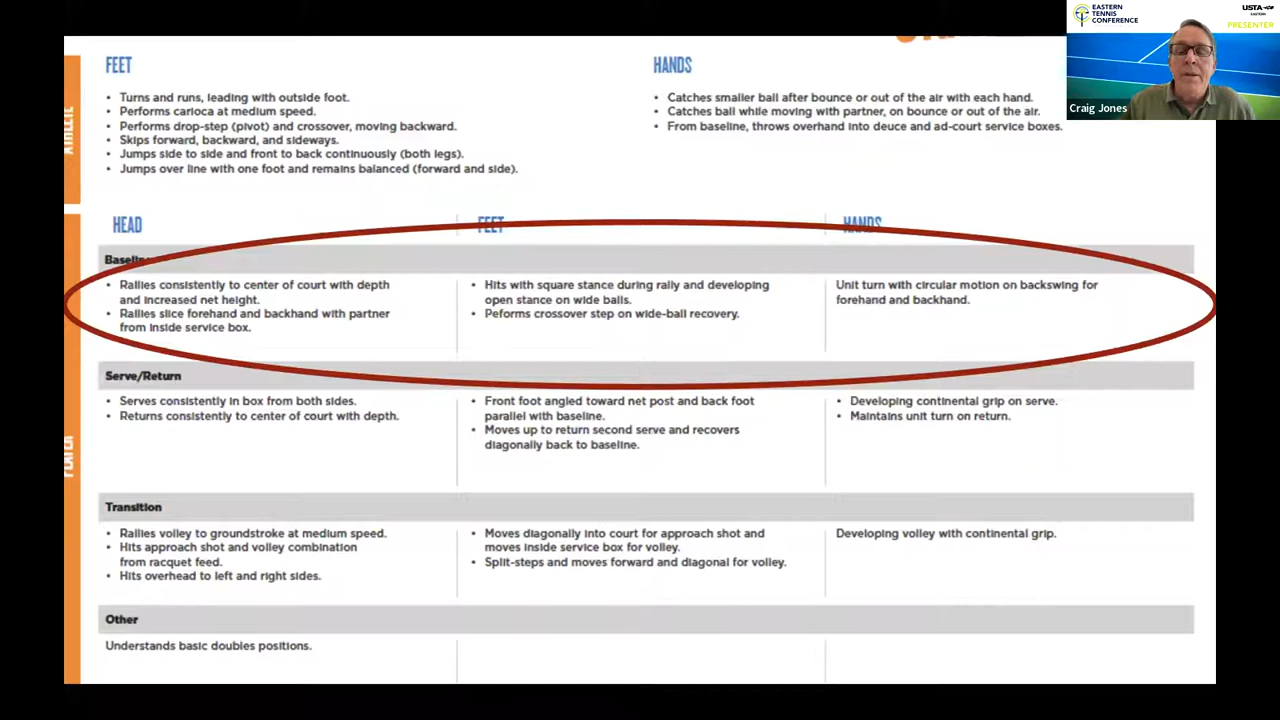 EASTERN
TENNIS
CONFERENCE
USTA
EASTERN
PRESENTER
Craig Jones
ATHLETE
FEET
• Turns and runs, leading with outside foot.
• Performs carioca at medium speed.
• Performs drop-step (pivot) and crossover, moving backward.
• Skips forward, backward, and sideways.
• Jumps side to side and front to back continuously (both legs).
• Jumps over line with one foot and remains balanced (forward and side).
HANDS
• Catches smaller ball after bounce or out of the air with each hand.
• Catches ball while moving with partner, on bounce or out of the air.
• From baseline, throws overhand into deuce and ad-court service boxes.
PLAYER
HEAD
FEET
HANDS
Baseline
• Rallies consistently to center of court with depth
and increased net height.
• Rallies slice forehand and backhand with partner
from inside service box.
• Hits with square stance during rally and developing
open stance on wide balls.
• Peforms crossover step on wide-ball recovery.
Unit turn with circular motion on backswing for
forehand and backhand.
Serve/Return
• Serves consistently in box from both sides.
• Returns consistently to center of court with depth.
• Front foot angled toward net post and back foot
parallel with baseline.
• Moves up to return second serve and recovers
diagonally back to baseline.
• Developing continental grip on serve.
• Maintains unit turn on return.
Transition
• Rallies volley to groundstroke at medium speed.
• Hits approach shot and volley combination
from racquet feed.
• Hits overhead to left and right sides.
• Moves diagonally into court for approach shot and
moves inside service box for volley.
• Split-steps and moves forward and diagonal for volley.
Developing volley with continental grip.
Other
Understands basic doubles positions.